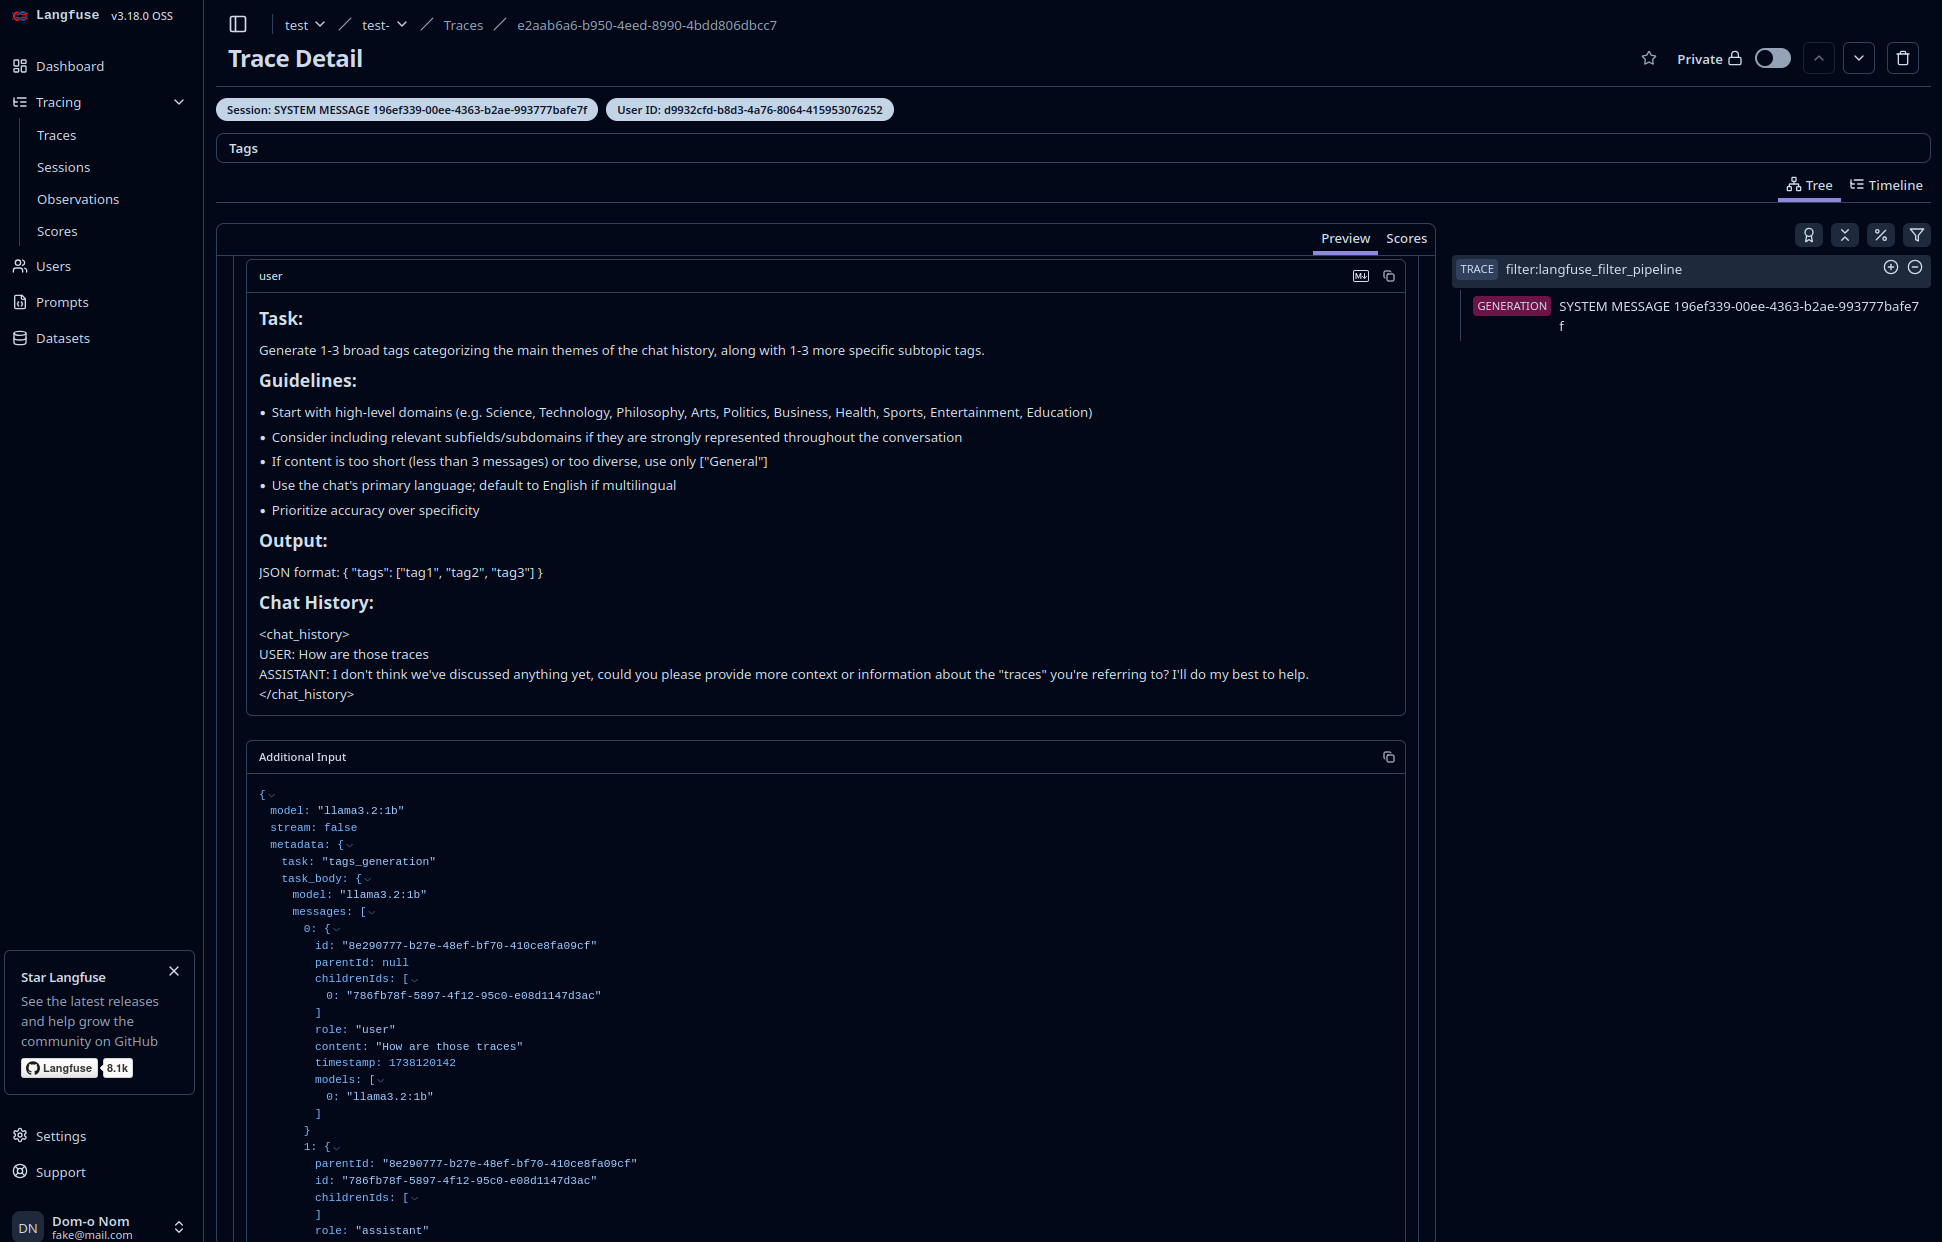 Langfuse v3.18.0 OSS
Dashboard
Tracing
Traces
Sessions
Observations
Scores
Users
Prompts
Datasets
Star Langfuse
See the latest releases
and help grow the
community on GitHub
Langfuse 8.1k
Settings
Support
DN
Dom-o Nom
fake@mail.com
test / test- / Traces / e2aab6a6-b950-4eed-8990-4bdd806dbcc7
Trace Detail
Private
Session: SYSTEM MESSAGE 196ef339-00ee-4363-b2ae-993777bafe7f User ID: d9932cfd-b8d3-4a76-8064-415953076252
Tags
Tree Timeline
Preview Scores
user
Task:
Generate 1-3 broad tags categorizing the main themes of the chat history, along with 1-3 more specific subtopic tags.
Guidelines:
• Start with high-level domains (e.g. Science, Technology, Philosophy, Arts, Politics, Business, Health, Sports, Entertainment, Education)
• Consider including relevant subfields/subdomains if they are strongly represented throughout the conversation
• If content is too short (less than 3 messages) or too diverse, use only ["General"]
• Use the chat's primary language; default to English if multilingual
• Prioritize accuracy over specificity
Output:
JSON format: { "tags": ["tag1", "tag2", "tag3"] }
Chat History:
<chat_history>
USER: How are those traces
ASSISTANT: I don't think we've discussed anything yet, could you please provide more context or information about the "traces" you're referring to? I'll do my best to help.
</chat_history>
Additional Input
{
model: "llama3.2:1b"
stream: false
metadata: {
task: "tags_generation"
task_body: {
model: "llama3.2:1b"
messages: [
0: {
id: "8e290777-b27e-48ef-bf70-410ce8fa09cf"
parentId: null
childrenIds: [
0: "786fb78f-5897-4f12-95c0-e08d1147d3ac"
]
role: "user"
content: "How are those traces"
timestamp: 1738120142
models: [
0: "llama3.2:1b"
]
}
1: {
parentId: "8e290777-b27e-48ef-bf70-410ce8fa09cf"
id: "786fb78f-5897-4f12-95c0-e08d1147d3ac"
childrenIds: [
]
role: "assistant"
TRACE filter:langfuse_filter_pipeline
GENERATION SYSTEM MESSAGE 196ef339-00ee-4363-b2ae-993777bafe7
f